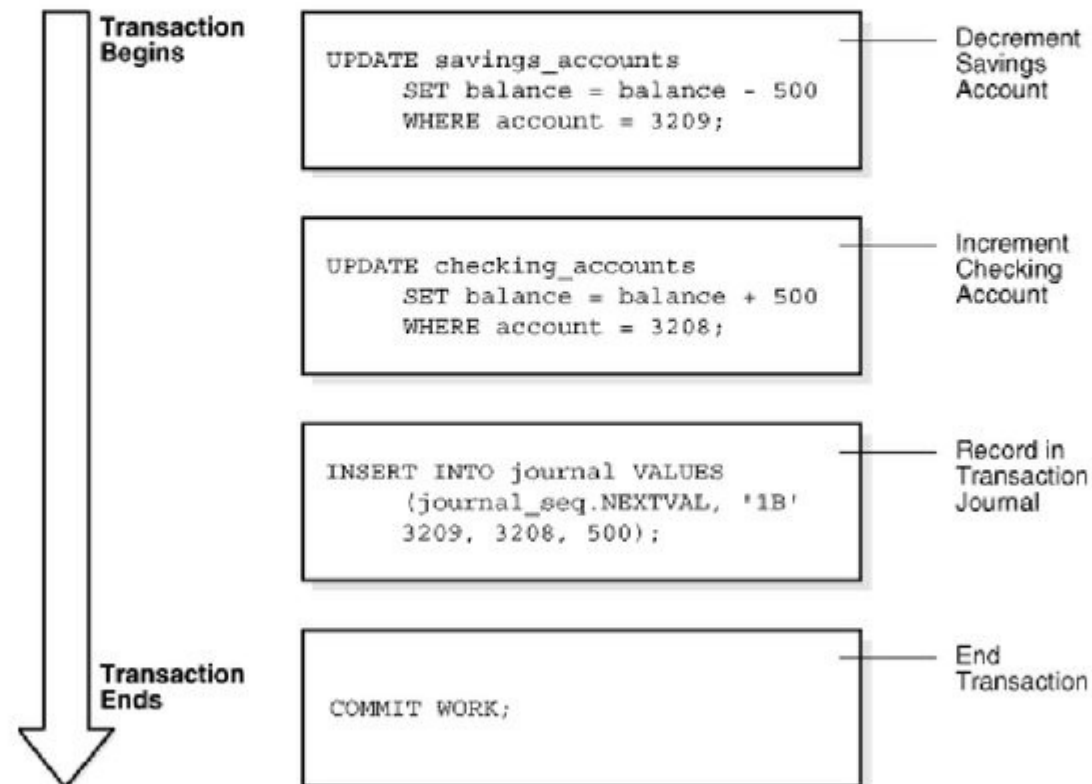 Transaction
Begins
UPDATE savings_accounts
SET balance = balance - 500
WHERE account = 3209;
Decrement
Savings
Account
UPDATE checking_accounts
SET balance = balance + 500
WHERE account = 3208;
Increment
Checking
Account
INSERT INTO journal VALUES
(journal_seq.NEXTVAL, '1B'
3209, 3208, 500);
Record in
Transaction
Journal
Transaction
Ends
COMMIT WORK;
End
Transaction